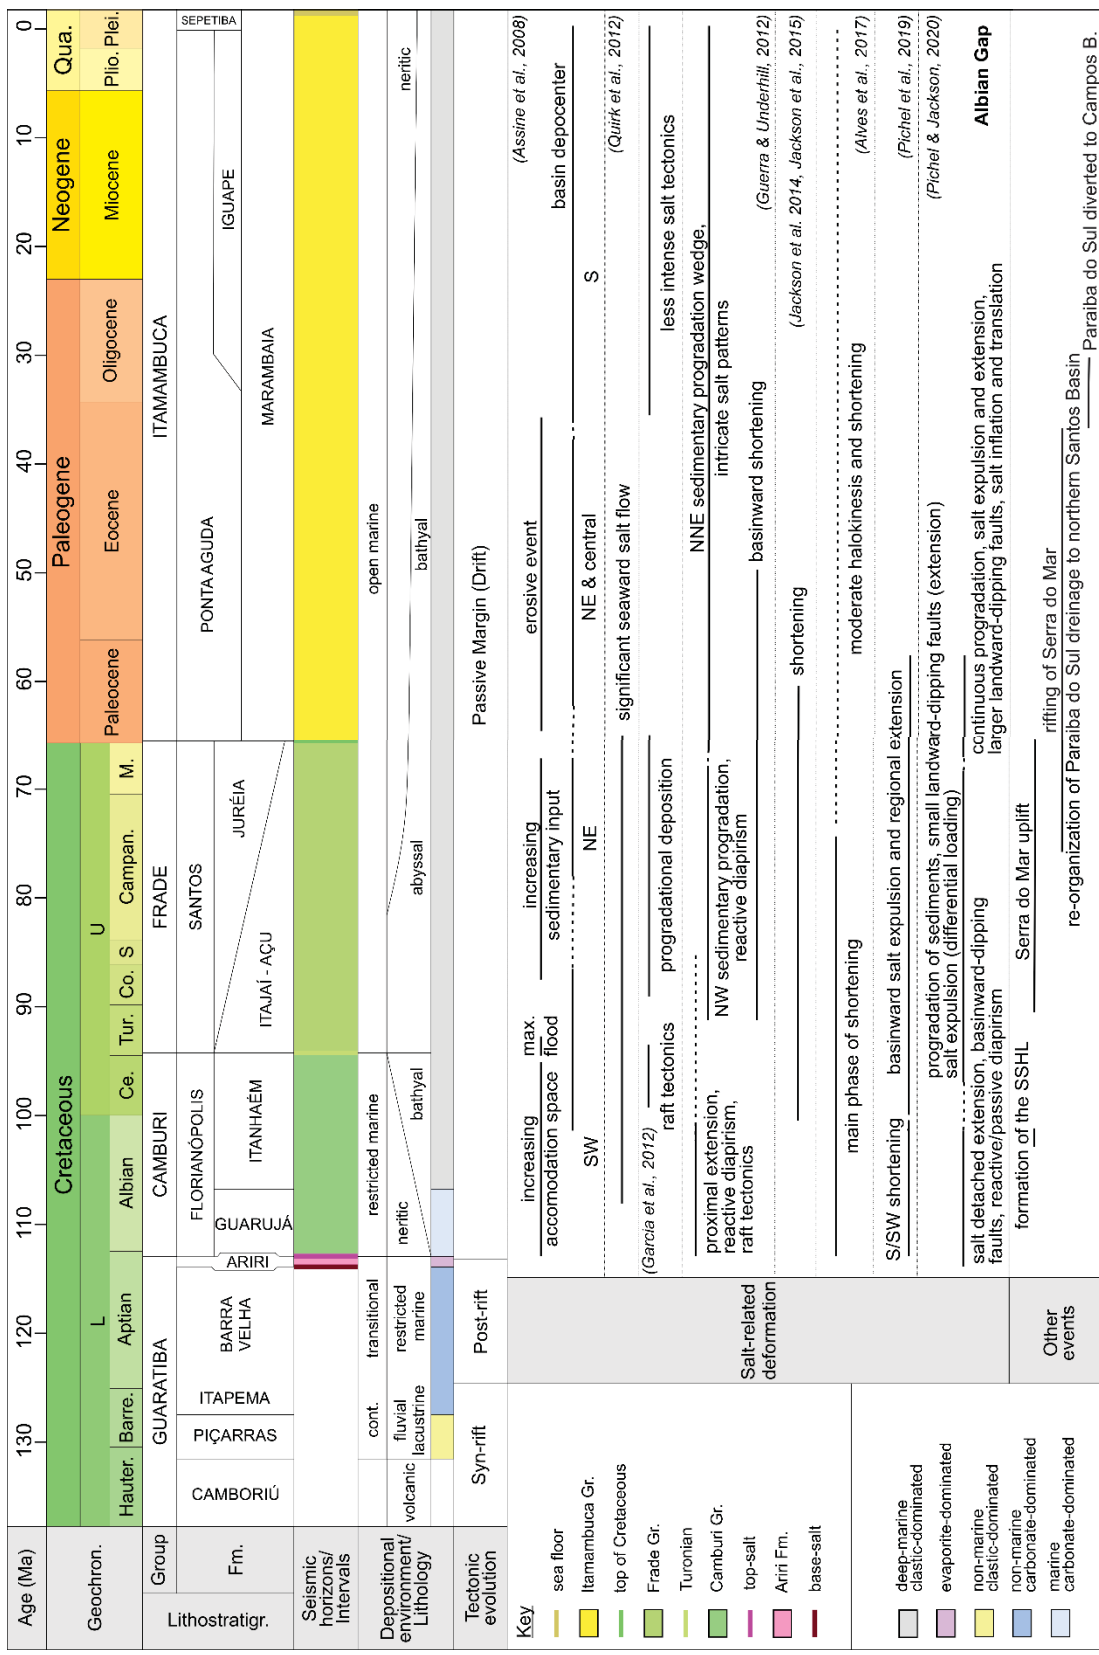 Age (Ma)
0
10
20
30
40
50
60
70
80
90
100
110
120
130
Geochron.
Qua.
Neogene
Paleogene
Cretaceous
U
L
Plei.
Plio.
Miocene
Oligocene
Eocene
Paleocene
M.
Campan.
S
Co.
Tur.
Ce.
Albian
Aptian
Barre.
Hauter.
Lithostratigr.
Group
ITAMAMBUCA
FRADE
CAMBURI
GUARATIBA
Fm.
SEPETIBA
IGUAPE
MARAMBAIA
PONTA AGUDA
JURÉIA
SANTOS
ITAJAÍ - AÇU
FLORIANÓPOLIS
ITANHAÉM
GUARUJÁ
ARIRI
BARRA
VELHA
ITAPEMA
PIÇARRAS
CAMBORIÚ
Seismic
horizons/
Intervals
Depositional
environment/
Lithology
open marine
restricted marine
transitional
cont.
neritic
bathyal
abyssal
bathyal
neritic
restricted
marine
fluvial
lacustrine
volcanic
Tectonic
evolution
Passive Margin (Drift)
Post-rift
Syn-rift
Salt-related
deformation
(Assine et al., 2008)
increasing
accomodation space
max.
flood
increasing
sedimentary input
erosive event
basin depocenter
SW
NE
NE & central
S
(Quirk et al., 2012)
significant seaward salt flow
(Garcia et al., 2012)
raft tectonics
progradational deposition
less intense salt tectonics
proximal extension,
reactive diapirism,
raft tectonics
NW sedimentary progradation,
reactive diapirism
NNE sedimentary progradation wedge,
intricate salt patterns
basinward shortening
(Guerra & Underhill, 2012)
shortening
(Jackson et al. 2014, Jackson et al., 2015)
main phase of shortening
moderate halokinesis and shortening
(Alves et al., 2017)
S/SW shortening
basinward salt expulsion and regional extension
(Pichel et al., 2019)
progradation of sediments, small landward-dipping faults (extension)
salt expulsion (differential loading)
(Pichel & Jackson, 2020)
salt detached extension, basinward-dipping
faults, reactive/passive diapirism
continuous progradation, salt expulsion and extension,
larger landward-dipping faults, salt inflation and translation
Albian Gap
Other
events
formation of the SSHL
Serra do Mar uplift
rifting of Serra do Mar
re-organization of Paraiba do Sul dreinage to northern Santos Basin
Paraiba do Sul diverted to Campos B.
Key
sea floor
Itamambuca Gr.
top of Cretaceous
Frade Gr.
Turonian
Camburi Gr.
top-salt
Ariri Fm.
base-salt
deep-marine
clastic-dominated
evaporite-dominated
non-marine
clastic-dominated
non-marine
carbonate-dominated
marine
carbonate-dominated